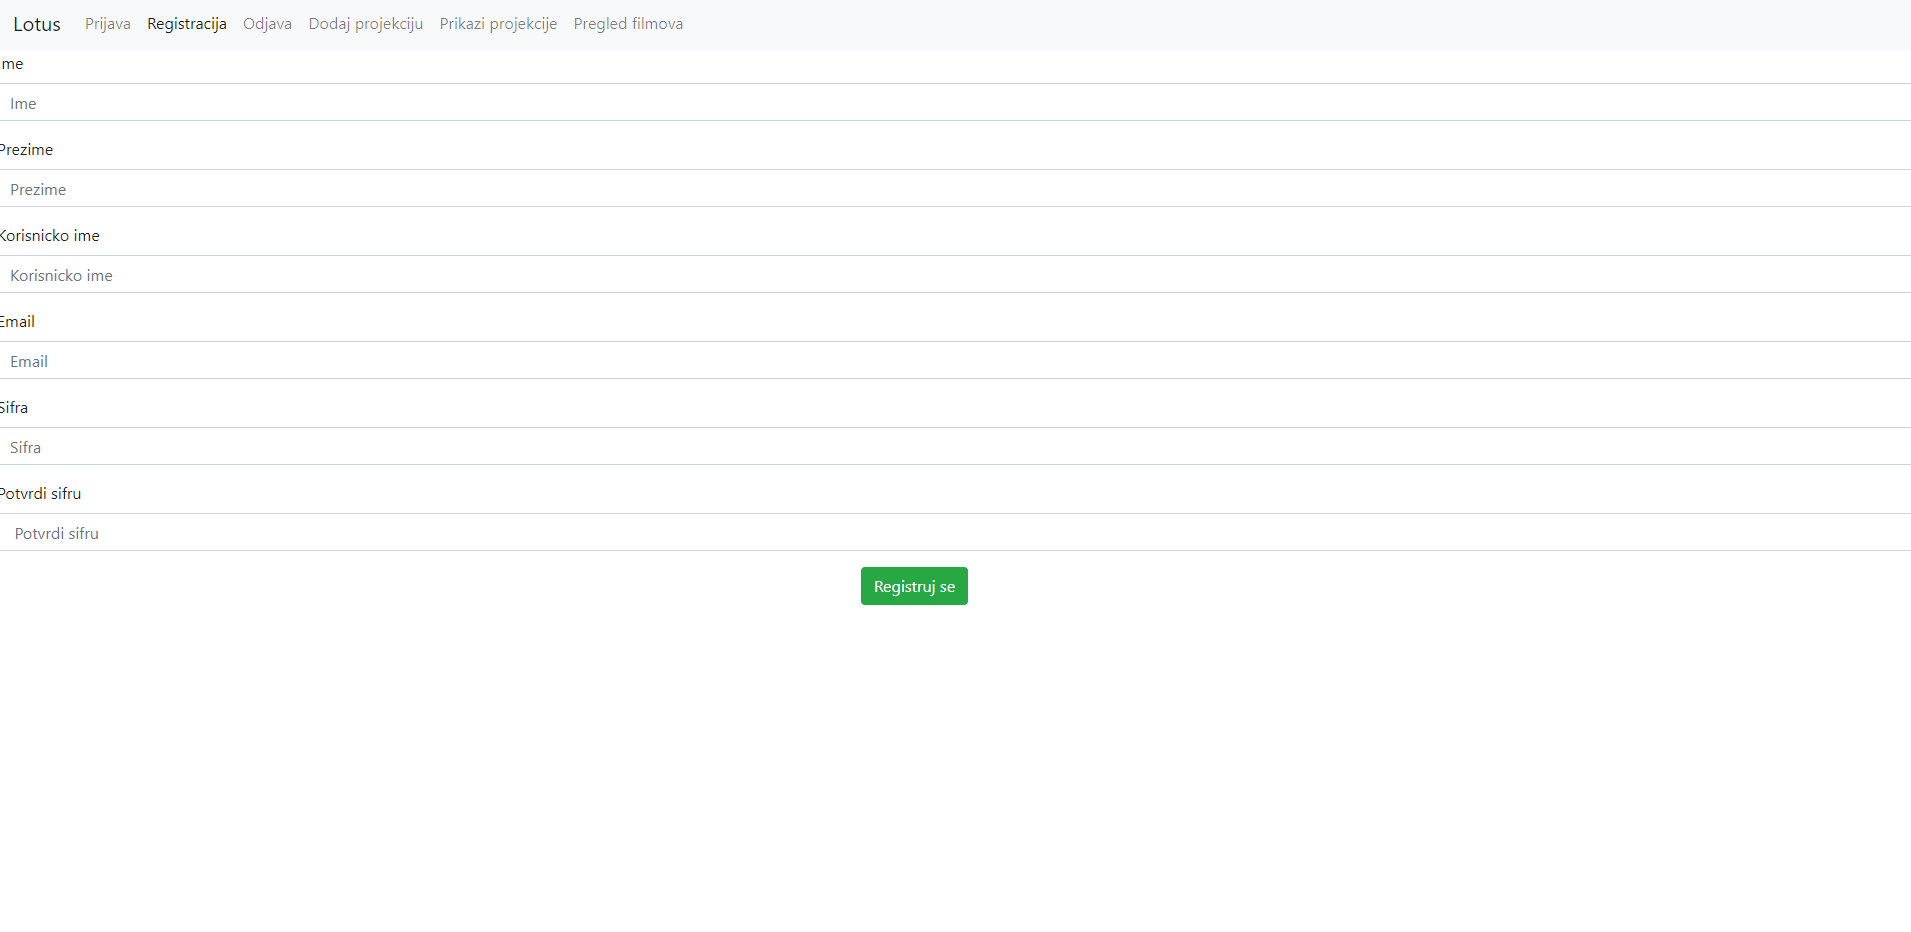 Lotus Prijava Registracija Odjava Dodaj projekciju Prikazi projekcije Pregled filmova
Ime
Ime
Prezime
Prezime
Korisnicko ime
Korisnicko ime
Email
Email
Sifra
Sifra
Potvrdi sifru
Potvrdi sifru
Registruj se